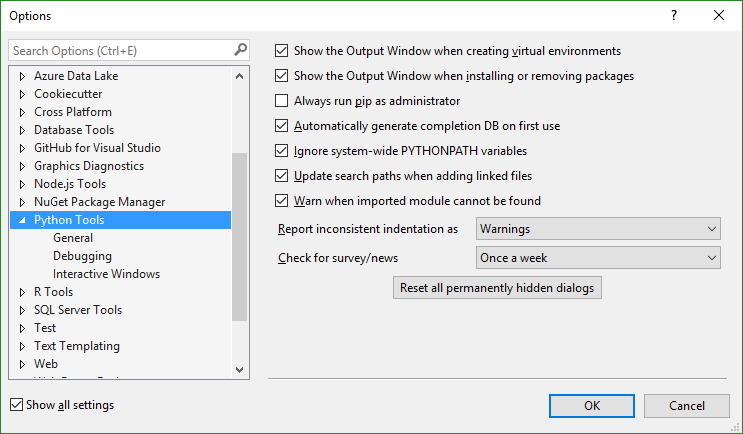 Options
?
Search Options (Ctrl+E)
Azure Data Lake
Cookiecutter
Cross Platform
Database Tools
GitHub for Visual Studio
Graphics Diagnostics
Node.js Tools
NuGet Package Manager
Python Tools
General
Debugging
Interactive Windows
R Tools
SQL Server Tools
Test
Text Templating
Web
Show all settings
Show the Output Window when creating virtual environments
Show the Output Window when installing or removing packages
Always run pip as administrator
Automatically generate completion DB on first use
Ignore system-wide PYTHONPATH variables
Update search paths when adding linked files
Warn when imported module cannot be found
Report inconsistent indentation as Warnings
Check for survey/news Once a week
Reset all permanently hidden dialogs
OK Cancel